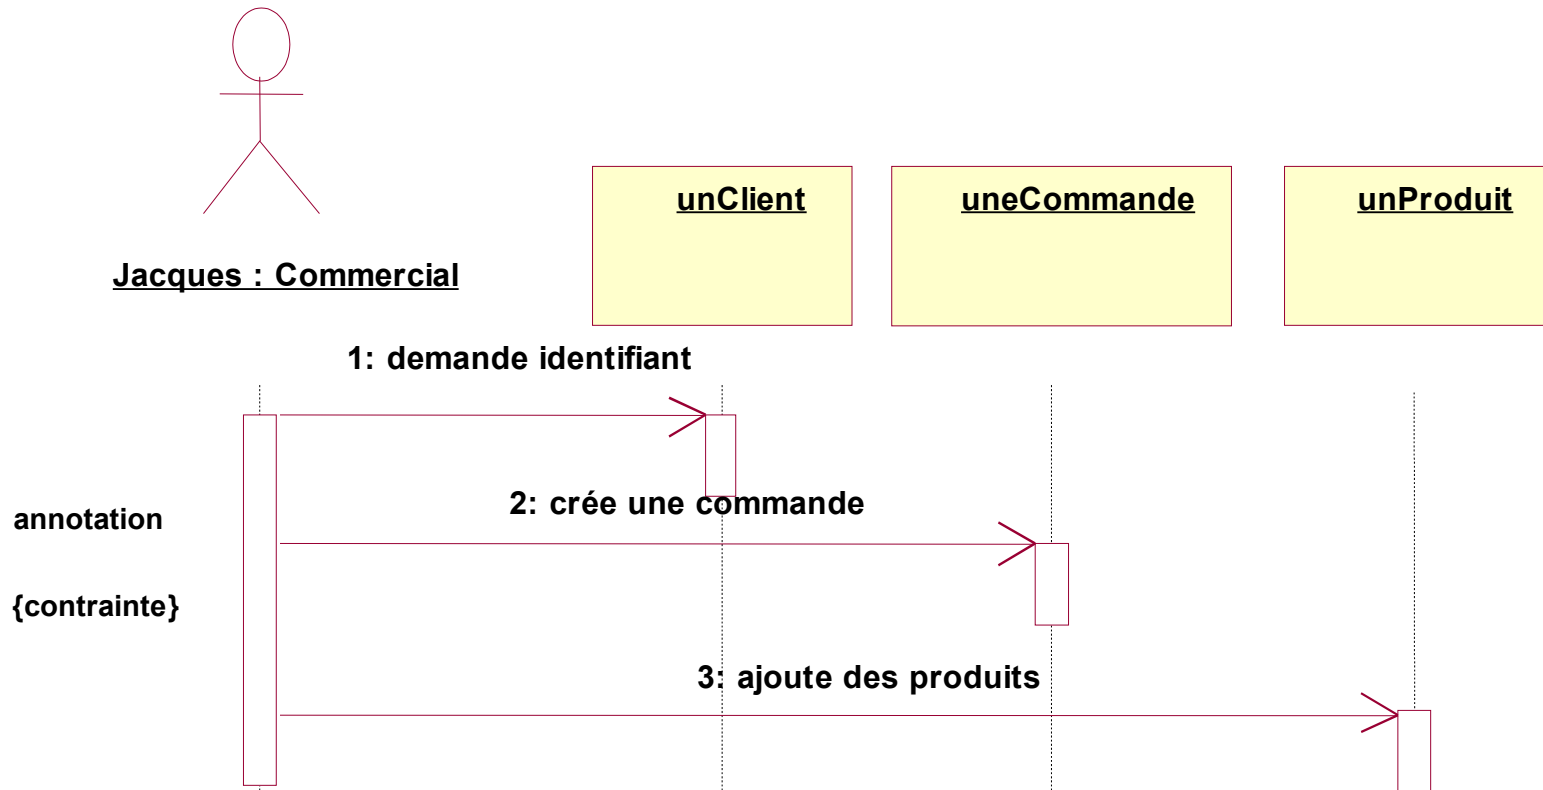 unClient
uneCommande
unProduit
Jacques : Commercial
1: demande identifiant
2: crée une commande
annotation
{contrainte}
3: ajoute des produits